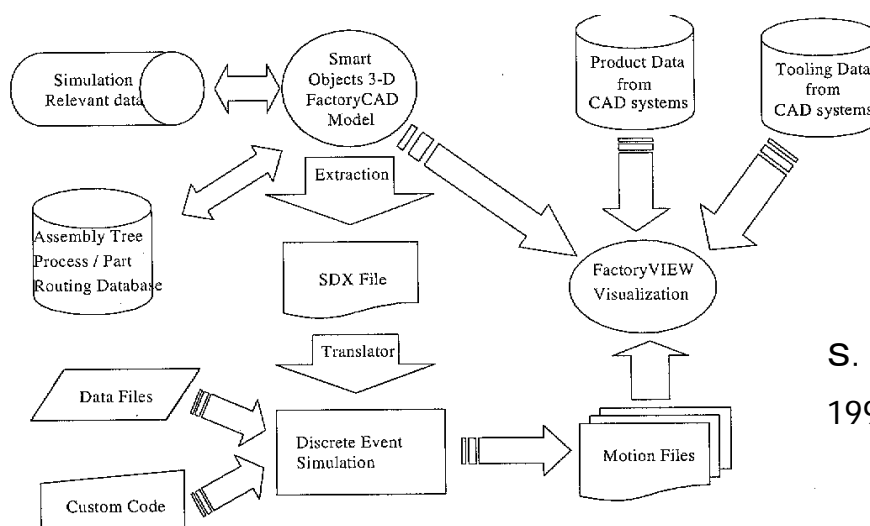 Simulation
Relevant data
Smart
Objects 3-D
FactoryCAD
Model
Product Data
from
CAD systems
Tooling Data
from
CAD systems
Extraction
Assembly Tree
Process / Part
Routing Database
SDX File
FactoryVIEW
Visualization
Translator
s.
199
Data Files
Discrete Event
Simulation
Motion Files
Custom Code